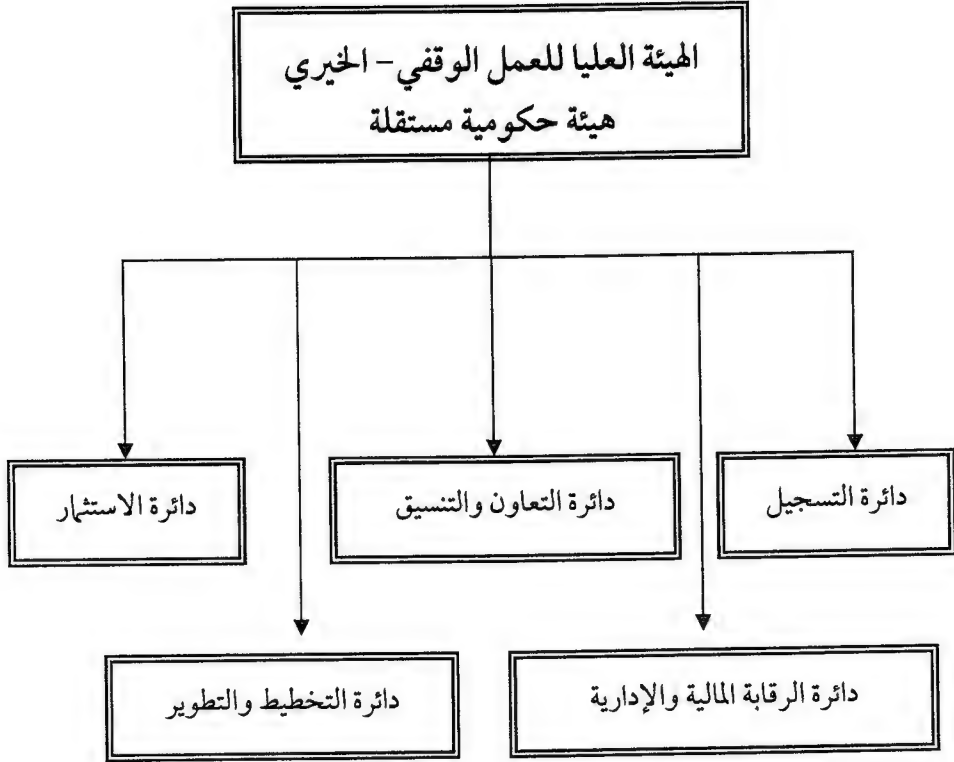 الهيئة العليا للعمل الوقفي – الخيري
هيئة حكومية مستقلة
دائرة التسجيل
دائرة التعاون والتنسيق
دائرة الاستثمار
دائرة الرقابة المالية والإدارية
دائرة التخطيط والتطوير